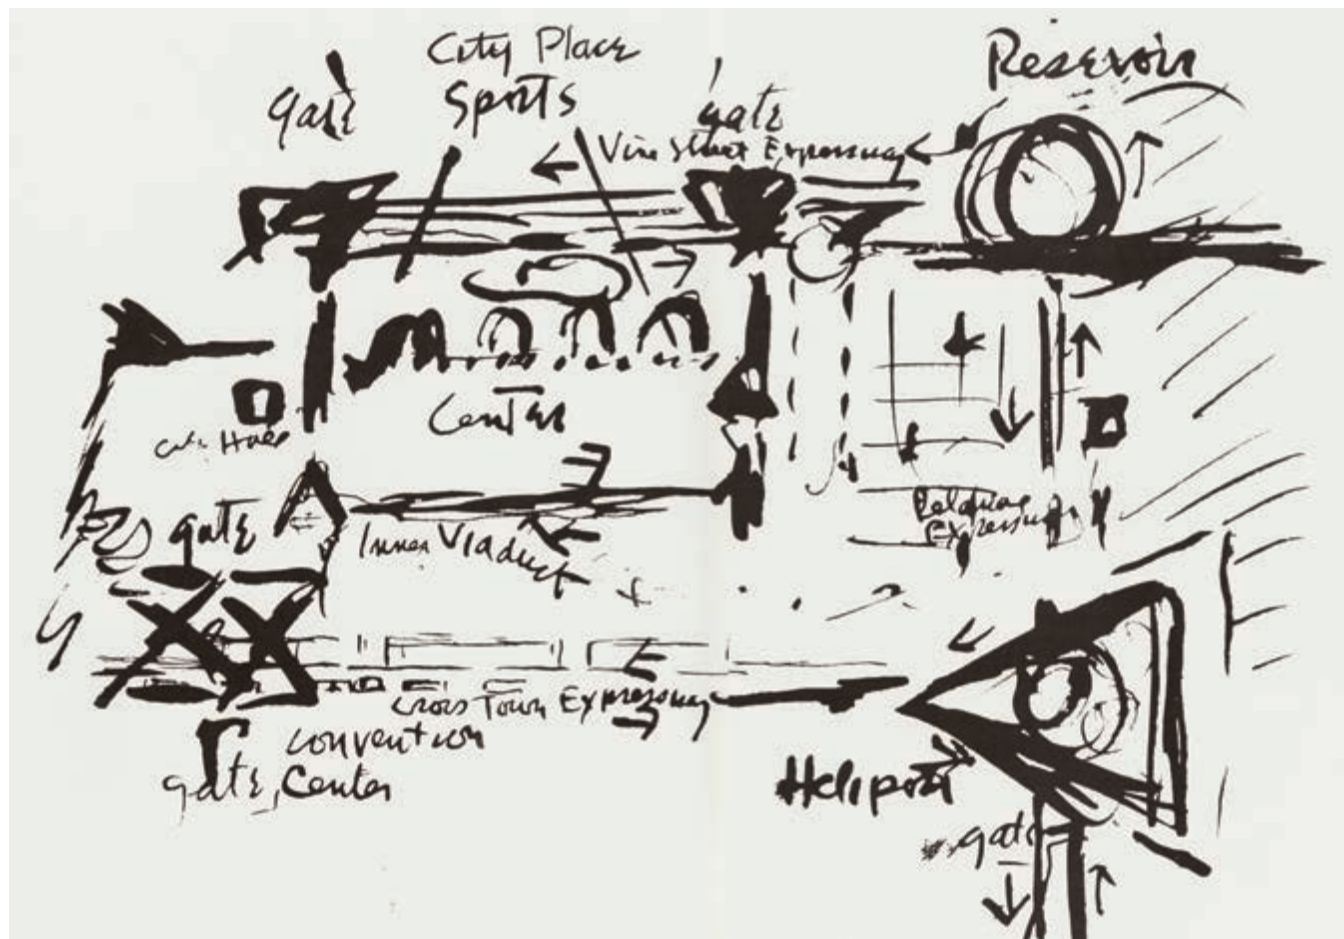 City Place
Sports
Reservoir
gate
gate
Vine Street Expressway
Center
City Hall
gate
Inner Viaduct
Expressway
Cross Town Expressway
convention
gate, Center
Heliport
gate